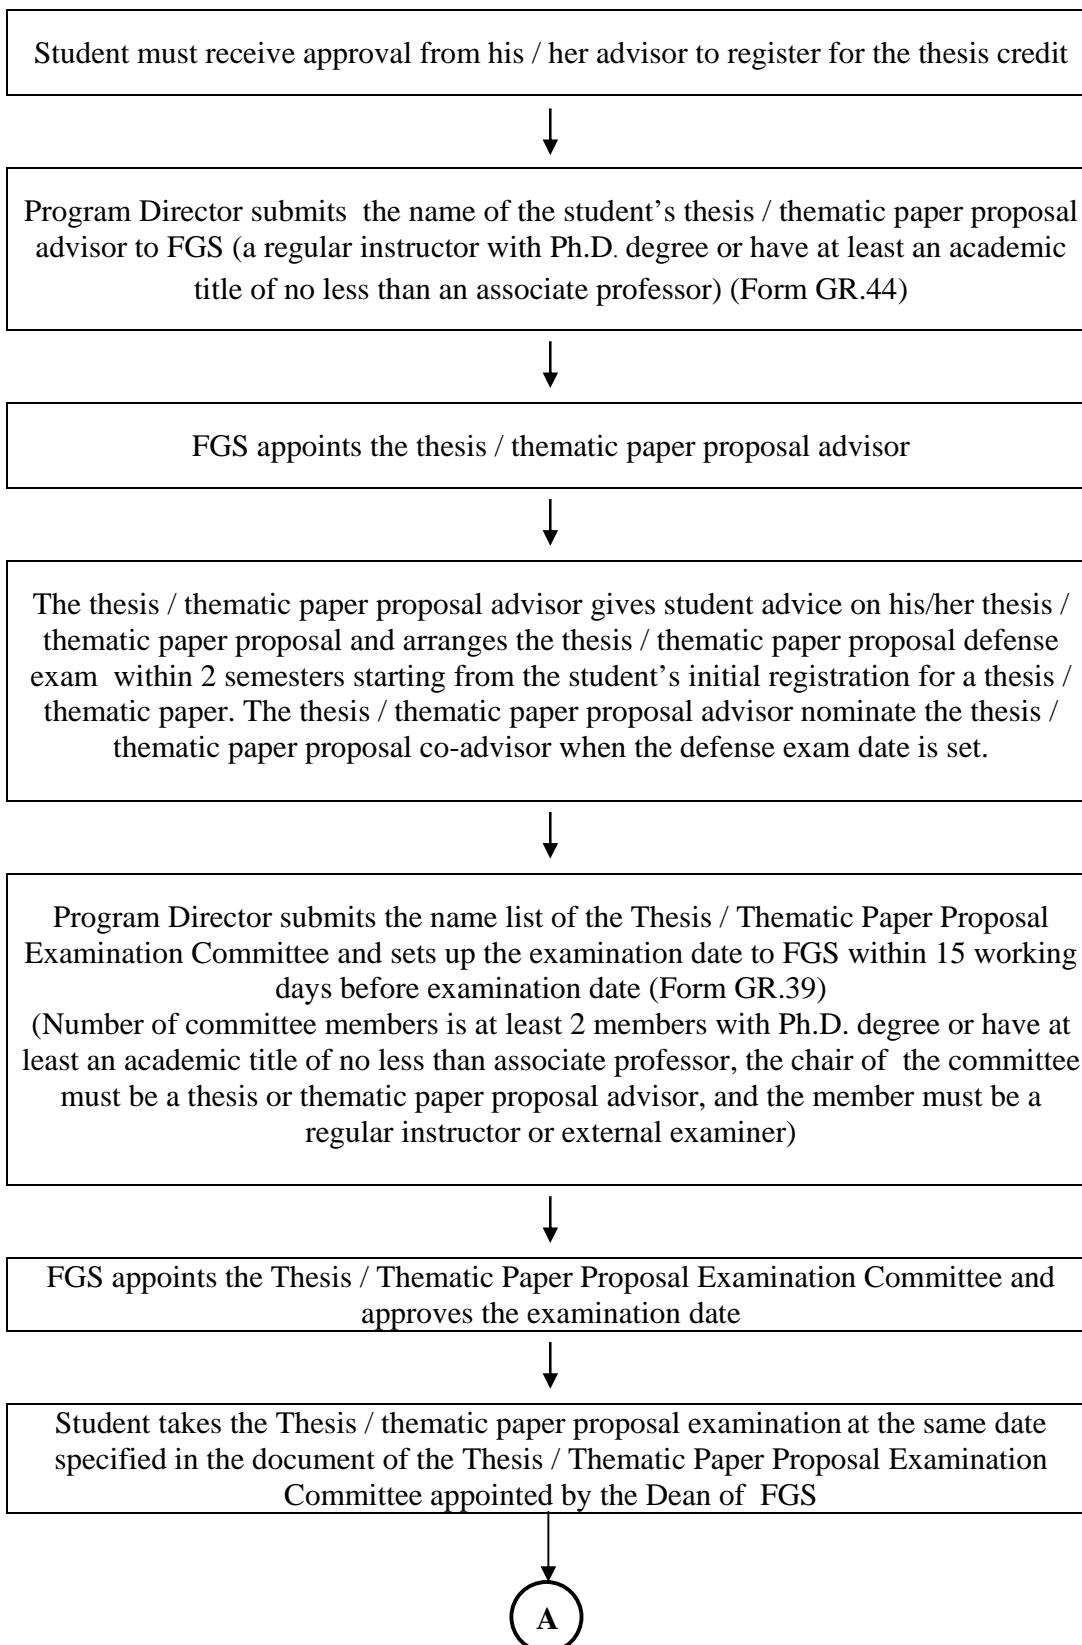 Student must receive approval from his / her advisor to register for the thesis credit
Program Director submits  the name of the student’s thesis / thematic paper proposal
advisor to FGS (a regular instructor with Ph.D. degree or have at least an academic
title of no less than an associate professor) (Form GR.44)
FGS appoints the thesis / thematic paper proposal advisor
The thesis / thematic paper proposal advisor gives student advice on his/her thesis /
thematic paper proposal and arranges the thesis / thematic paper proposal defense
exam  within 2 semesters starting from the student’s initial registration for a thesis /
thematic paper. The thesis / thematic paper proposal advisor nominate the thesis /
thematic paper proposal co-advisor when the defense exam date is set.
Program Director submits the name list of the Thesis / Thematic Paper Proposal
Examination Committee and sets up the examination date to FGS within 15 working
days before examination date (Form GR.39)
(Number of committee members is at least 2 members with Ph.D. degree or have at
least an academic title of no less than associate professor, the chair of  the committee
must be a thesis or thematic paper proposal advisor, and the member must be a
regular instructor or external examiner)
FGS appoints the Thesis / Thematic Paper Proposal Examination Committee and
approves the examination date
Student takes the Thesis / thematic paper proposal examination at the same date
specified in the document of the Thesis / Thematic Paper Proposal Examination
Committee appointed by the Dean of  FGS
A